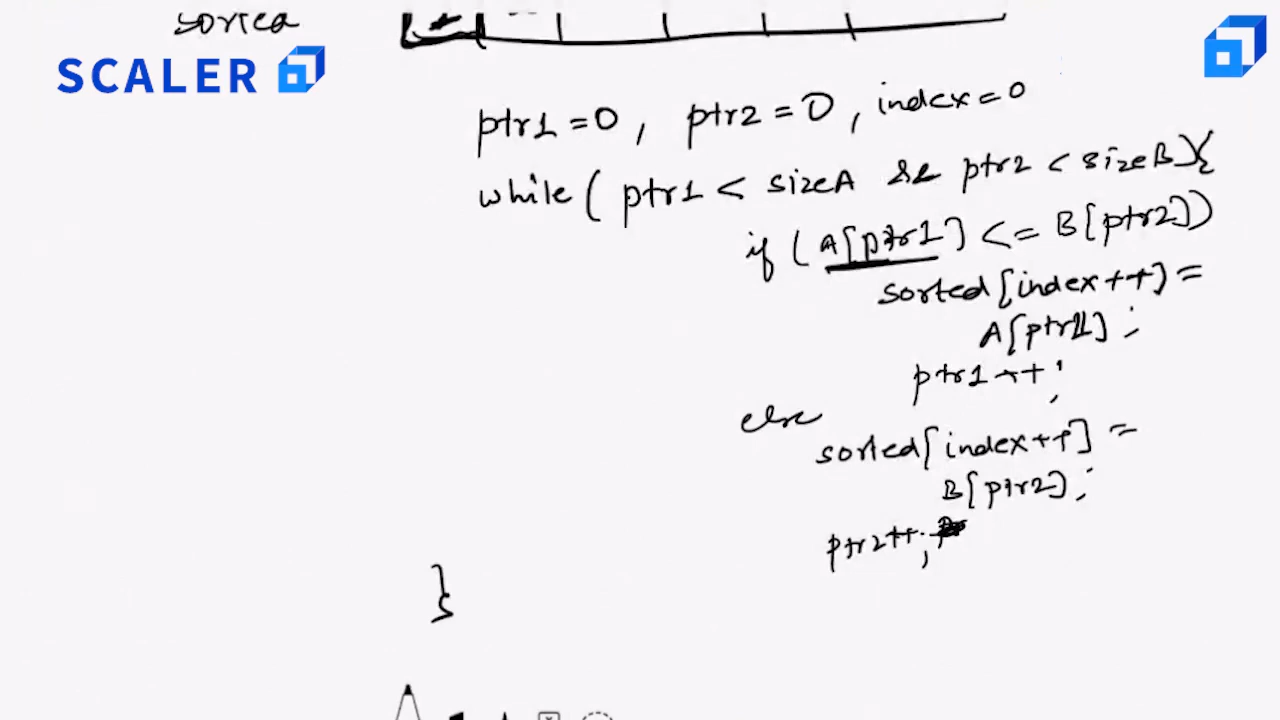 sorted
SCALER
ptr1 = 0, ptr2 = 0, index = 0
while ( ptr1 < sizeA && ptr2 < sizeB ) {
if ( A[ptr1] <= B[ptr2] )
sorted [index++] =
A[ptr1] ;
ptr1++ ;
else
sorted [index++] =
B[ptr2] ;
ptr2++ ;
}